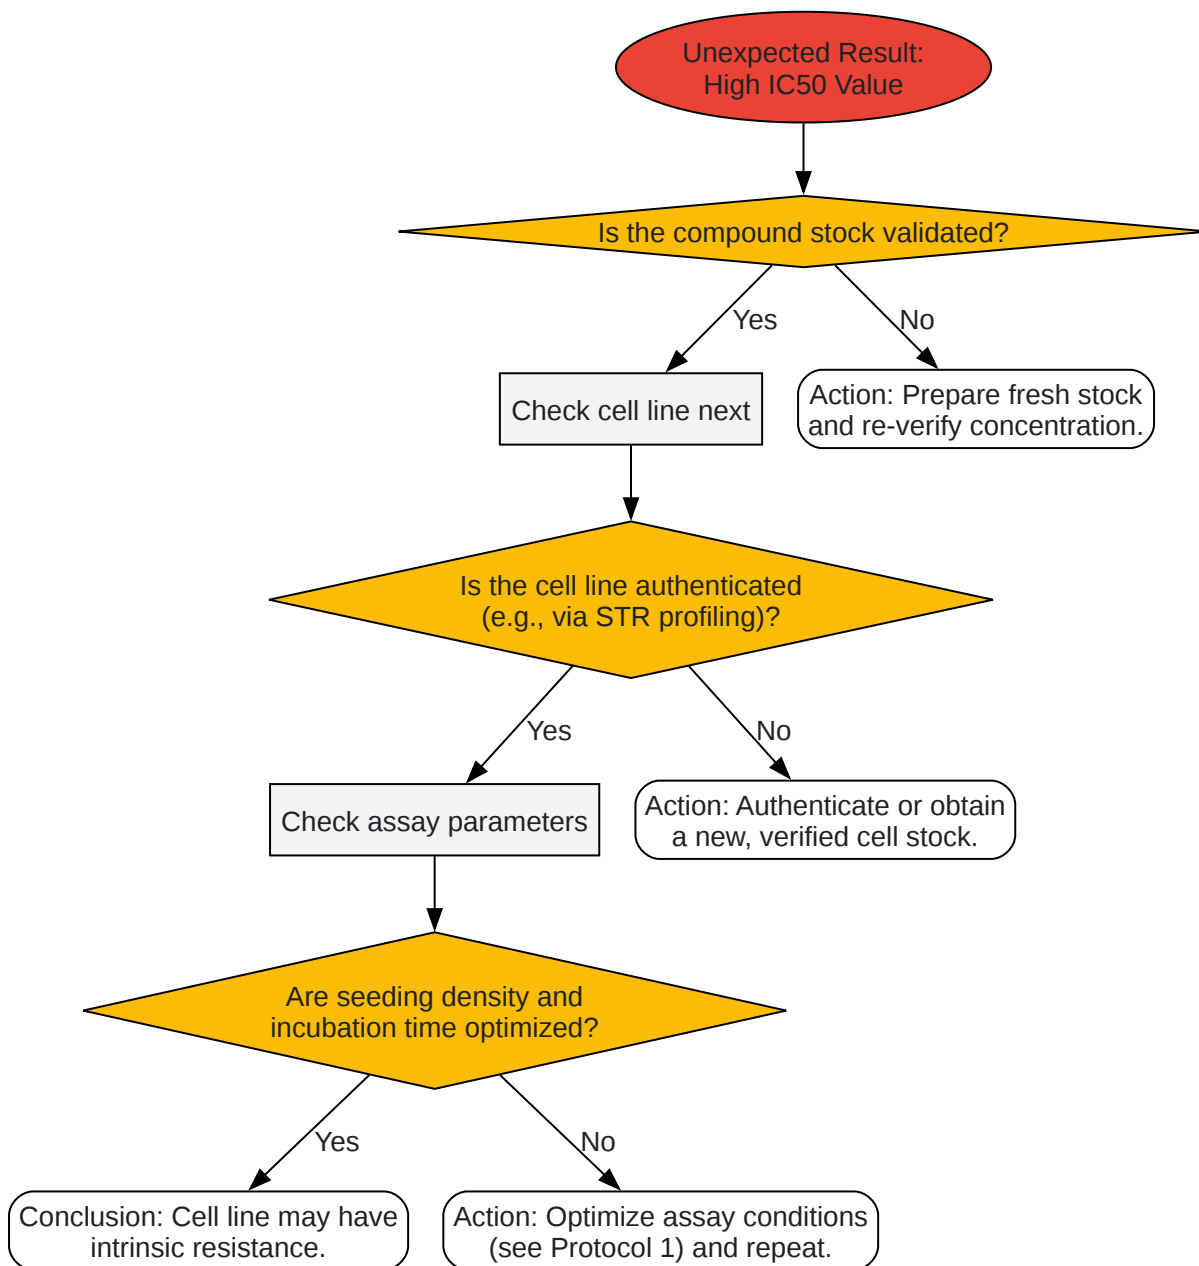 Unexpected Result:
High IC50 Value
Is the compound stock validated?
Yes
No
Check cell line next
Action: Prepare fresh stock
and re-verify concentration.
Is the cell line authenticated
(e.g., via STR profiling)?
Yes
No
Check assay parameters
Action: Authenticate or obtain
a new, verified cell stock.
Are seeding density and
incubation time optimized?
Yes
No
Conclusion: Cell line may have
intrinsic resistance.
Action: Optimize assay conditions
(see Protocol 1) and repeat.